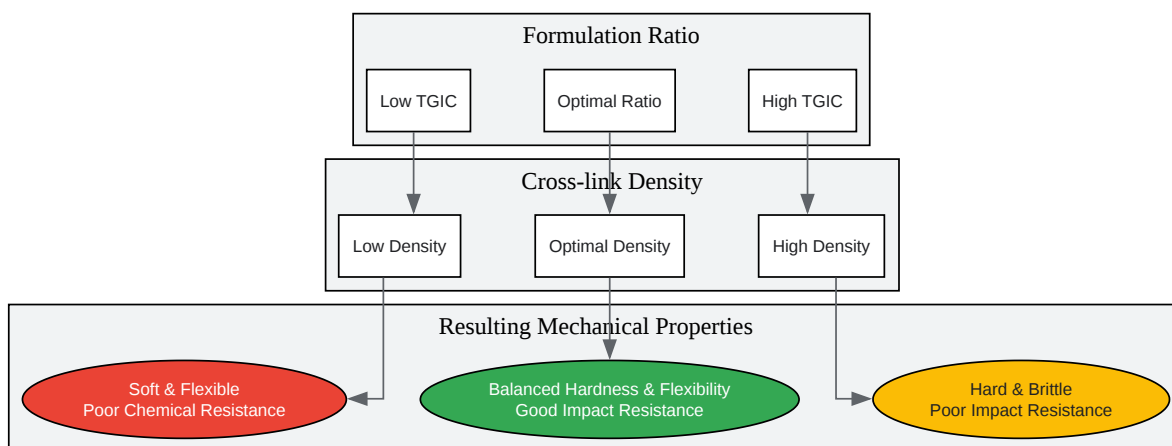 Formulation Ratio
Low TGIC
Optimal Ratio
High TGIC
Cross-link Density
Low Density
Optimal Density
High Density
Resulting Mechanical Properties
Soft & Flexible
Poor Chemical Resistance
Balanced Hardness & Flexibility
Good Impact Resistance
Hard & Brittle
Poor Impact Resistance